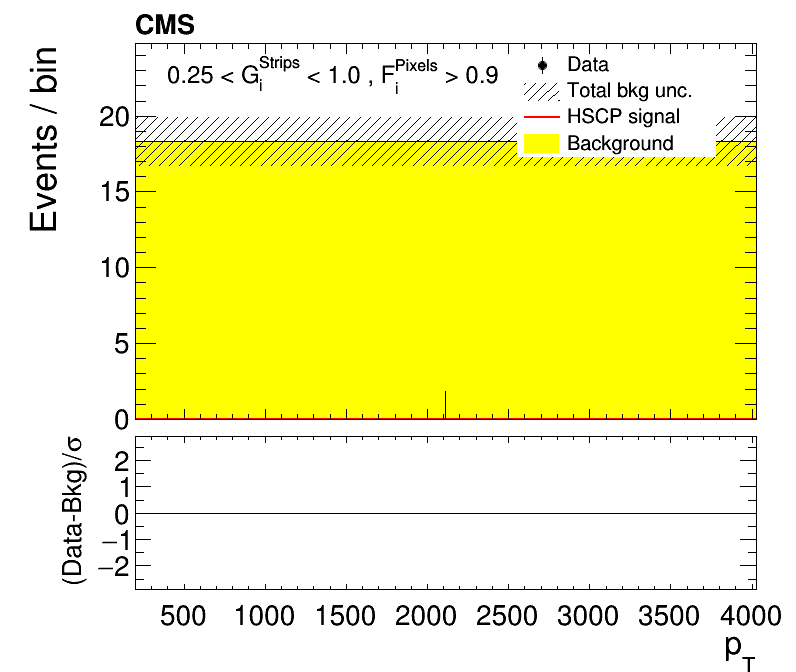 CMS
0.25 < G_i^Strips < 1.0 , F_i^Pixels > 0.9
Data
Total bkg unc.
HSCP signal
Background
Events / bin
20
15
10
5
0
(Data-Bkg)/σ
2
1
0
−1
−2
500 1000 1500 2000 2500 3000 3500 4000
p_T